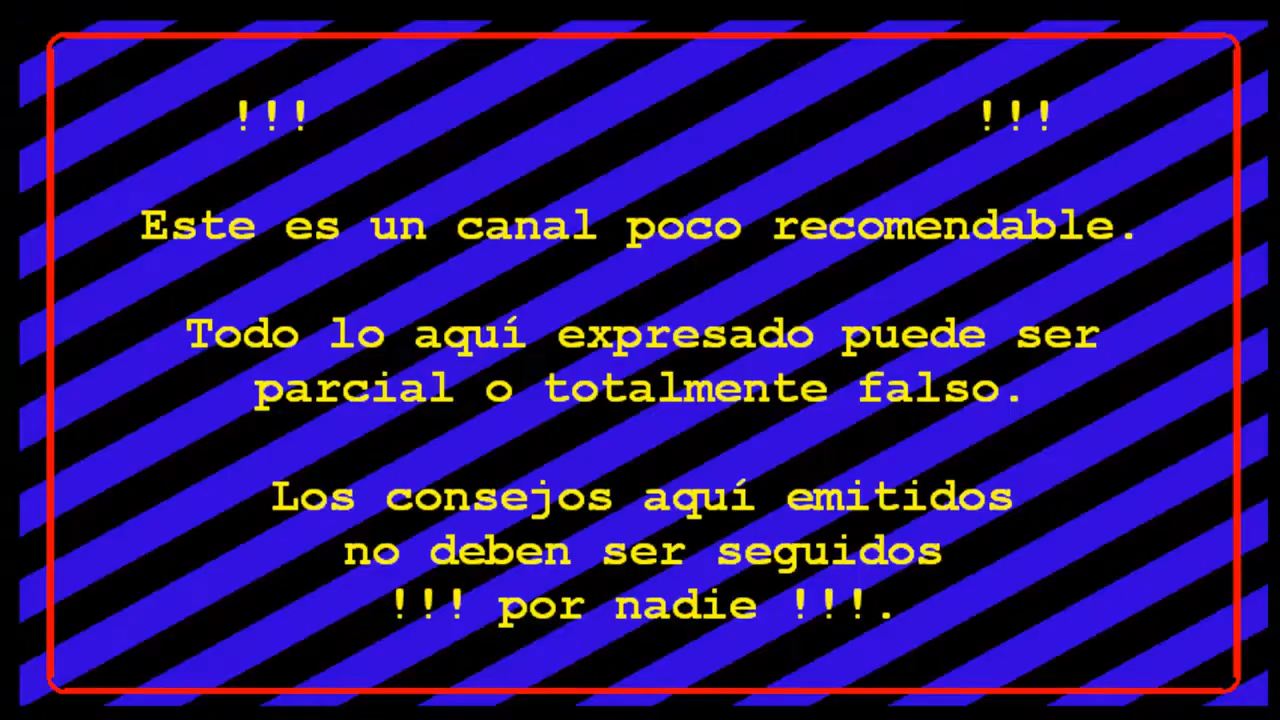 !!! !!!
Este es un canal poco recomendable.
Todo lo aquí expresado puede ser
parcial o totalmente falso.
Los consejos aquí emitidos
no deben ser seguidos
!!! por nadie !!!.